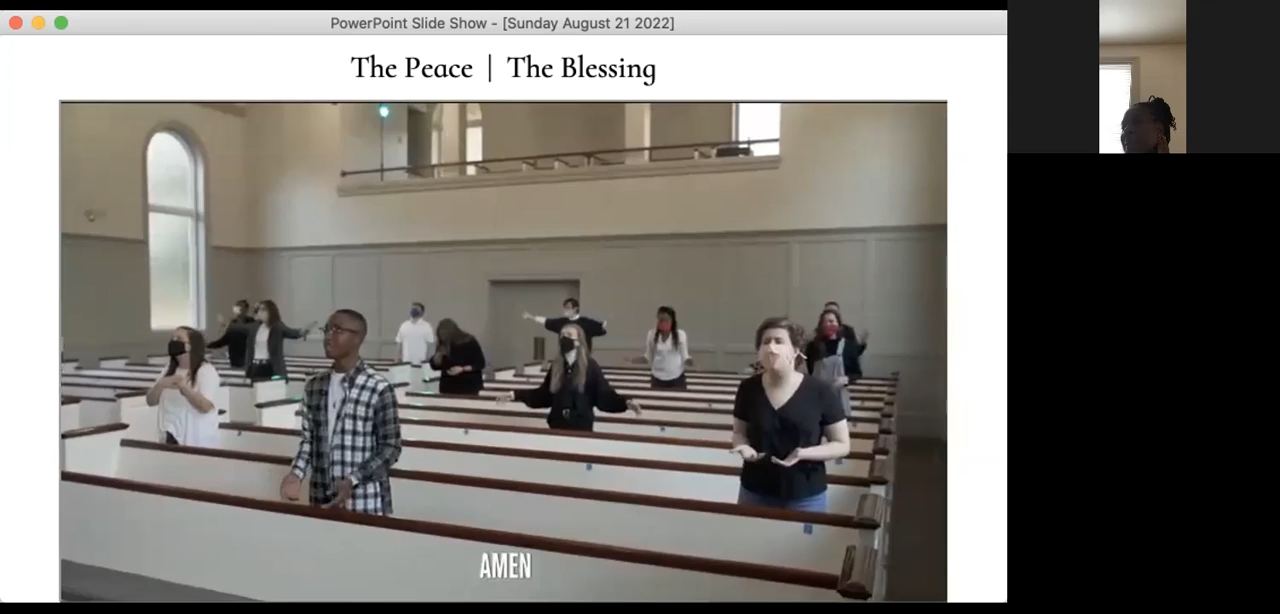 PowerPoint Slide Show - [Sunday August 21 2022]
The Peace | The Blessing
AMEN